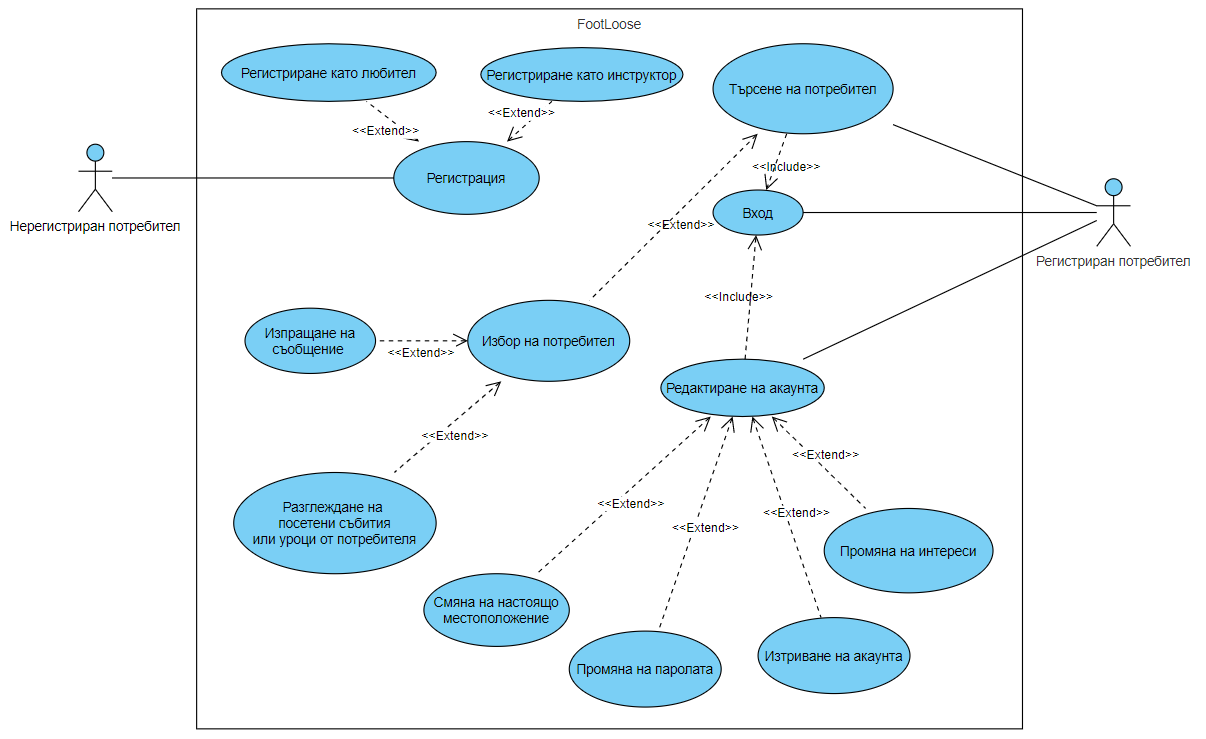 FootLoose
Регистриране като любител
Регистриране като инструктор
Търсене на потребител
<<Extend>>
<<Extend>>
<<Include>>
Регистрация
Нерегистриран потребител
Вход
<<Extend>>
Регистриран потребител
<<Include>>
Изпращане на
съобщение
<<Extend>>
Избор на потребител
Редактиране на акаунта
<<Extend>>
<<Extend>>
<<Extend>>
<<Extend>>
<<Extend>>
Разглеждане на
посетени събития
или уроци от потребителя
Промяна на интереси
Смяна на настоящо
местоположение
Промяна на паролата
Изтриване на акаунта